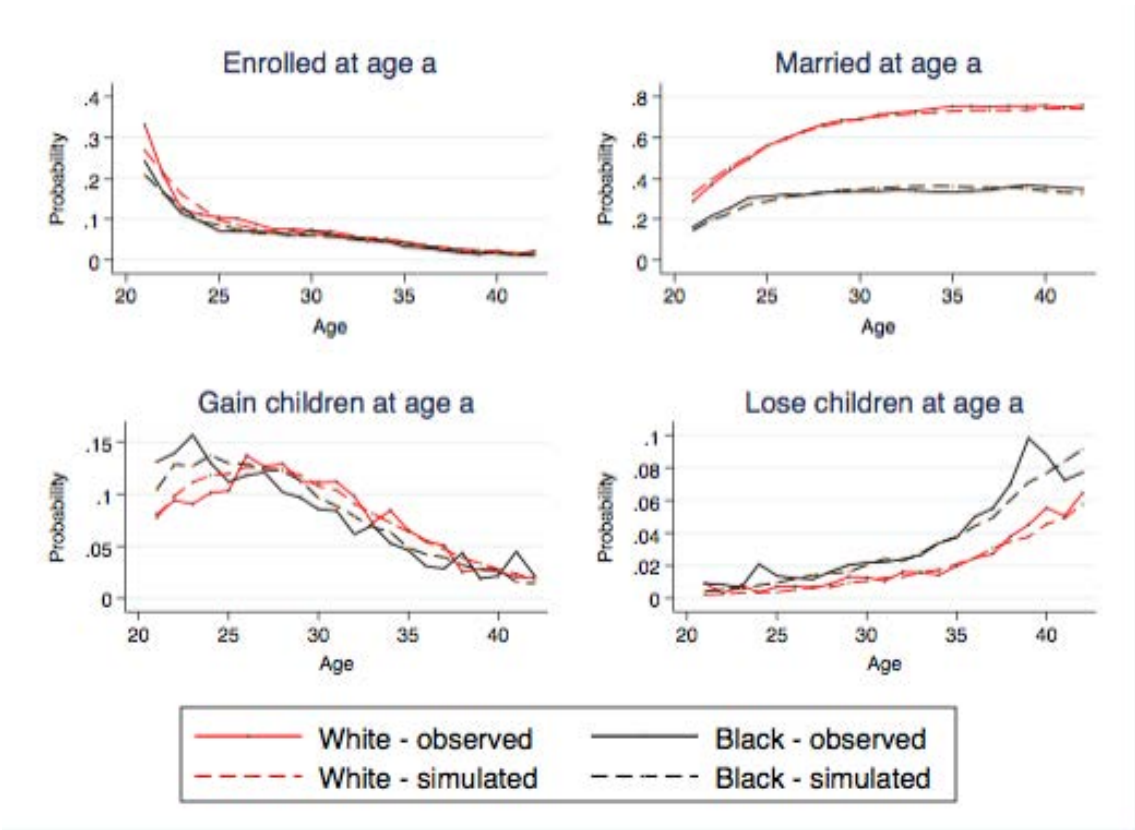 Enrolled at age a
Probability
.4
.3
.2
.1
0
20 25 30 35 40
Age
Married at age a
Probability
.8
.6
.4
.2
0
20 25 30 35 40
Age
Gain children at age a
Probability
.15
.1
.05
0
20 25 30 35 40
Age
Lose children at age a
Probability
.1
.08
.06
.04
.02
0
20 25 30 35 40
Age
White - observed
Black - observed
White - simulated
Black - simulated